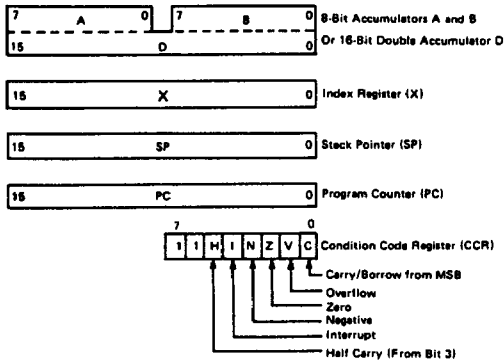 7 A 0 7 B 0 8-Bit Accumulators A and B
15 D 0 Or 16-Bit Double Accumulator D
15 X 0 Index Register (X)
15 SP 0 Stack Pointer (SP)
15 PC 0 Program Counter (PC)
7 0
1 1 H I N Z V C Condition Code Register (CCR)
Carry/Borrow from MSB
Overflow
Zero
Negative
Interrupt
Half Carry (From Bit 3)